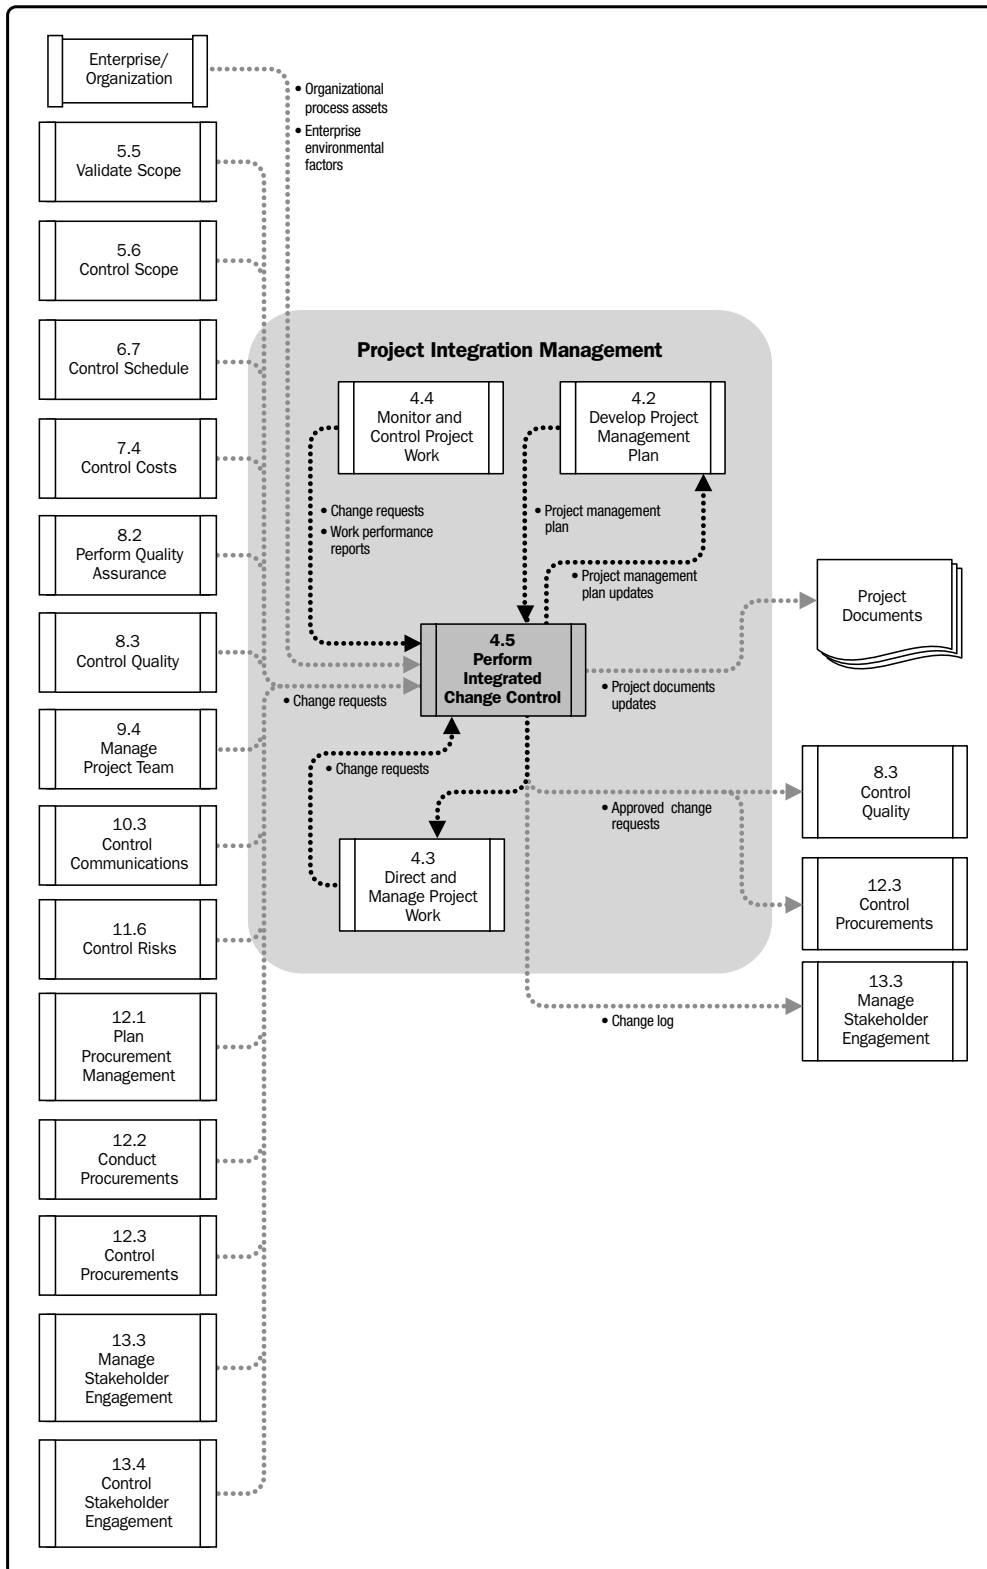 Enterprise/
Organization
• Organizational
process assets
• Enterprise
environmental
factors
5.5
Validate Scope
5.6
Control Scope
6.7
Control Schedule
7.4
Control Costs
8.2
Perform Quality
Assurance
8.3
Control Quality
9.4
Manage
Project Team
10.3
Control
Communications
11.6
Control Risks
12.1
Plan
Procurement
Management
12.2
Conduct
Procurements
12.3
Control
Procurements
13.3
Manage
Stakeholder
Engagement
13.4
Control
Stakeholder
Engagement
• Change requests
Project Integration Management
4.4
Monitor and
Control Project
Work
4.2
Develop Project
Management
Plan
• Change requests
• Work performance
reports
• Project management
plan
• Project management
plan updates
4.5
Perform
Integrated
Change Control
• Project documents
updates
• Change requests
• Approved change
requests
4.3
Direct and
Manage Project
Work
• Change log
Project
Documents
8.3
Control
Quality
12.3
Control
Procurements
13.3
Manage
Stakeholder
Engagement